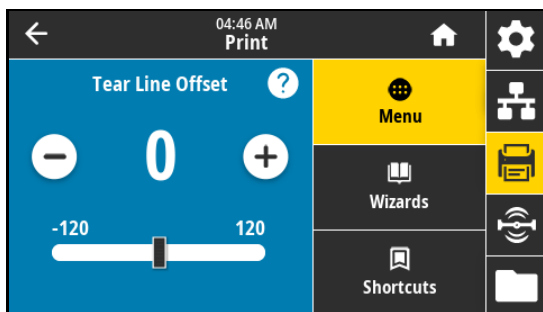 04:46 AM
Print
Tear Line Offset
?
0
-120
120
Menu
Wizards
Shortcuts